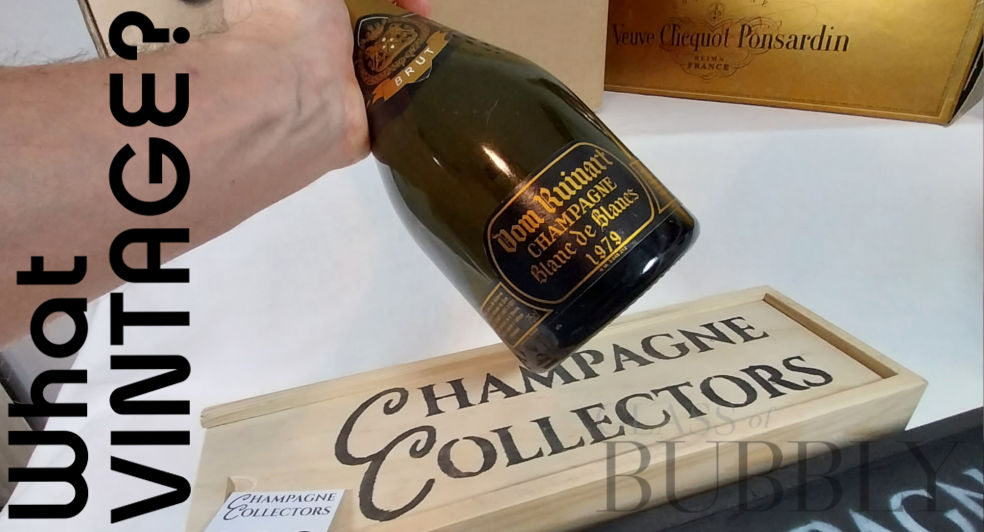 What
VINTAGE?
BRUT
Veuve Clicquot Ponsardin
REIMS
FRANCE
Dom Ruinart
CHAMPAGNE
Blanc de Blancs
1979
CHAMPAGNE
COLLECTORS
CHAMPAGNE
COLLECTORS
GLASS of
BUBBLY